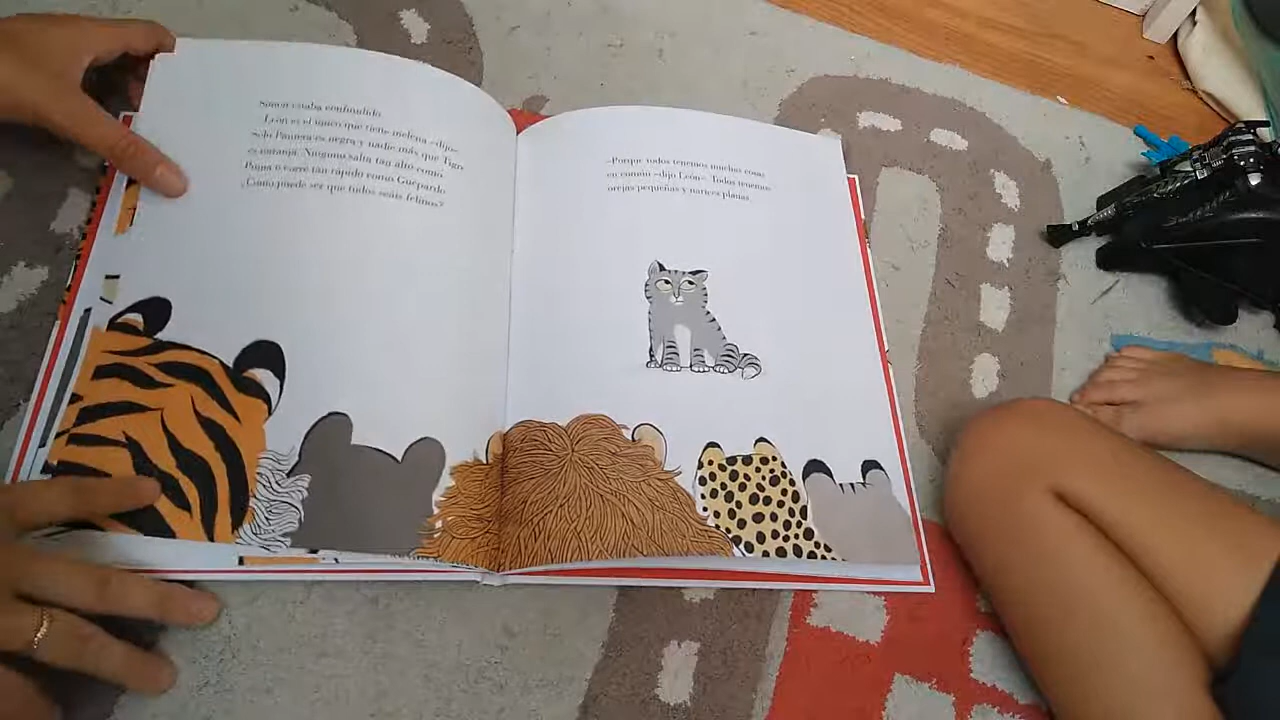 Simón estaba confundido.
–León es el único que tiene melena –dijo–.
Solo Pantera es negra y nadie más que Tigre
es naranja. Ninguno salta tan alto como
Puma o corre tan rápido como Guepardo.
¿Cómo puede ser que todos seáis felinos?
–Porque todos tenemos muchas cosas
en común –dijo León–. Todos tenemos
orejas pequeñas y narices planas